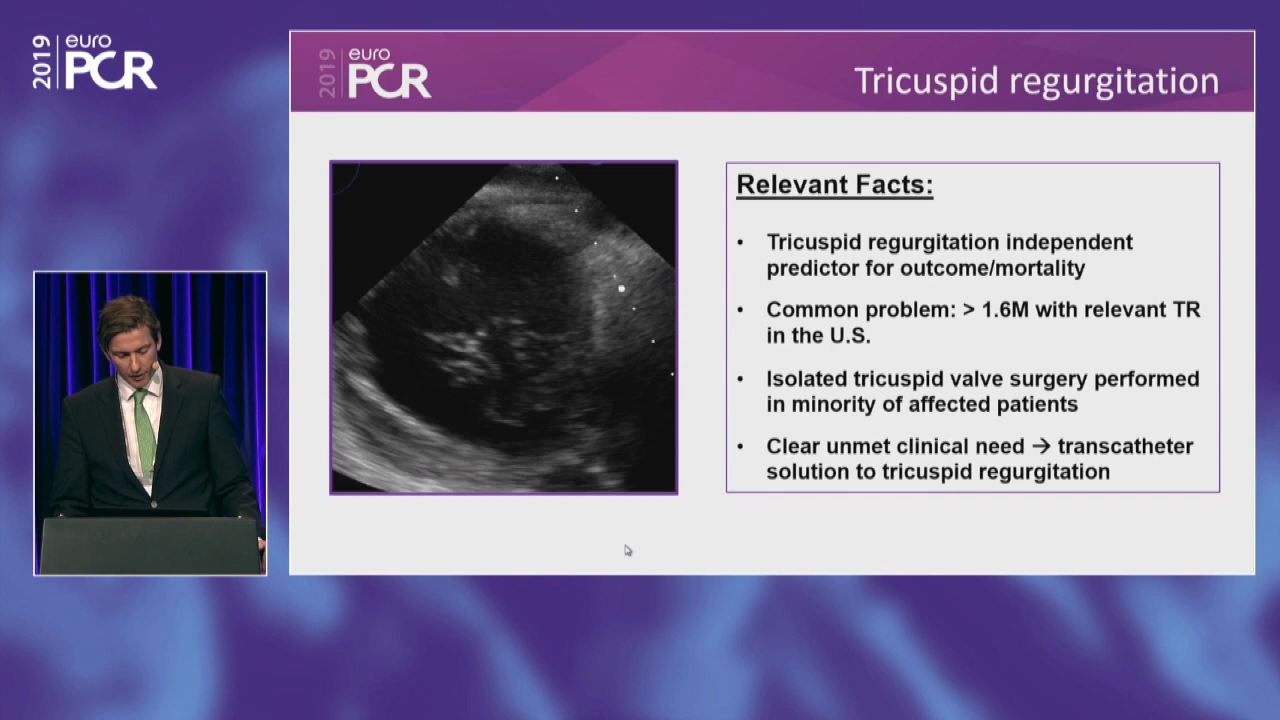 2019
euro
PCR
2019
euro
PCR
Tricuspid regurgitation
Relevant Facts:
• Tricuspid regurgitation independent
predictor for outcome/mortality
• Common problem: > 1.6M with relevant TR
in the U.S.
• Isolated tricuspid valve surgery performed
in minority of affected patients
• Clear unmet clinical need → transcatheter
solution to tricuspid regurgitation